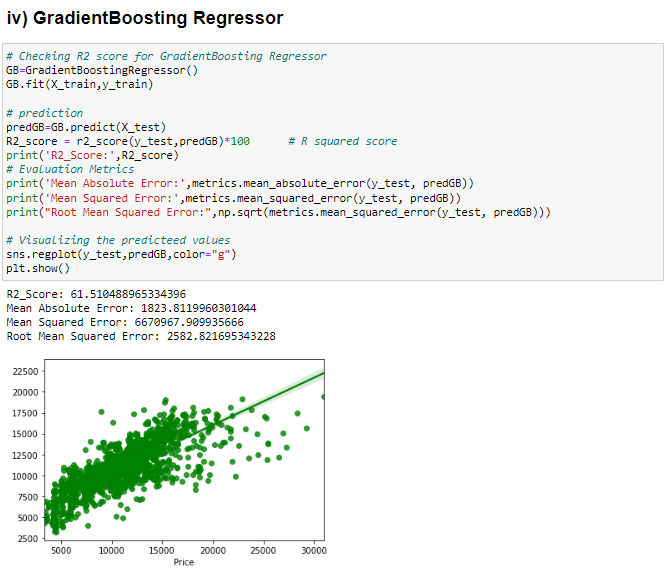 iv) GradientBoosting Regressor
# Checking R2 score for GradientBoosting Regressor
GB=GradientBoostingRegressor()
GB.fit(X_train,y_train)
# prediction
predGB=GB.predict(X_test)
R2_score = r2_score(y_test,predGB)*100      # R squared score
print('R2_Score:',R2_score)
# Evaluation Metrics
print('Mean Absolute Error:',metrics.mean_absolute_error(y_test, predGB))
print('Mean Squared Error:',metrics.mean_squared_error(y_test, predGB))
print("Root Mean Squared Error:",np.sqrt(metrics.mean_squared_error(y_test, predGB)))
# Visualizing the predicteed values
sns.regplot(y_test,predGB,color="g")
plt.show()
R2_Score: 61.510488965334396
Mean Absolute Error: 1823.8119960301044
Mean Squared Error: 6670967.909935666
Root Mean Squared Error: 2582.821695343228
22500
20000
17500
15000
12500
10000
7500
5000
2500
5000 10000 15000 20000 25000 30000
Price